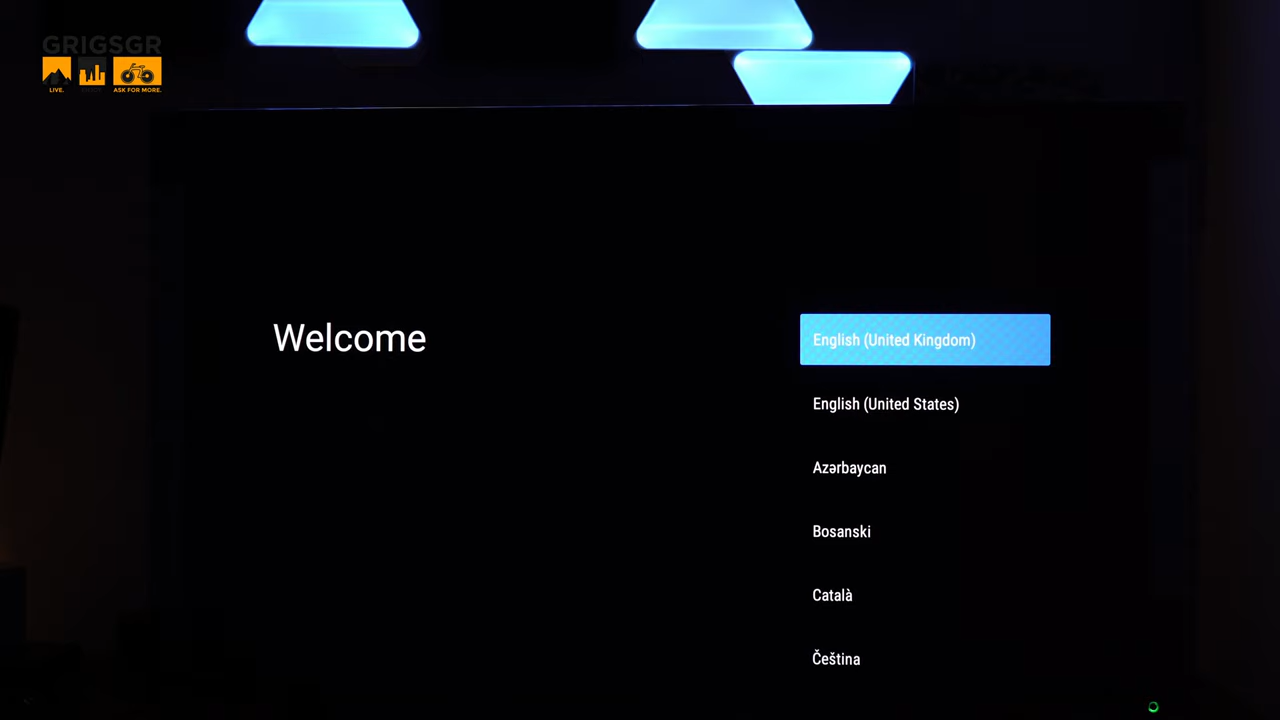 GRIGSGR
LIVE.
ASK FOR MORE.
Welcome
English (United Kingdom)
English (United States)
Azərbaycan
Bosanski
Català
Čeština